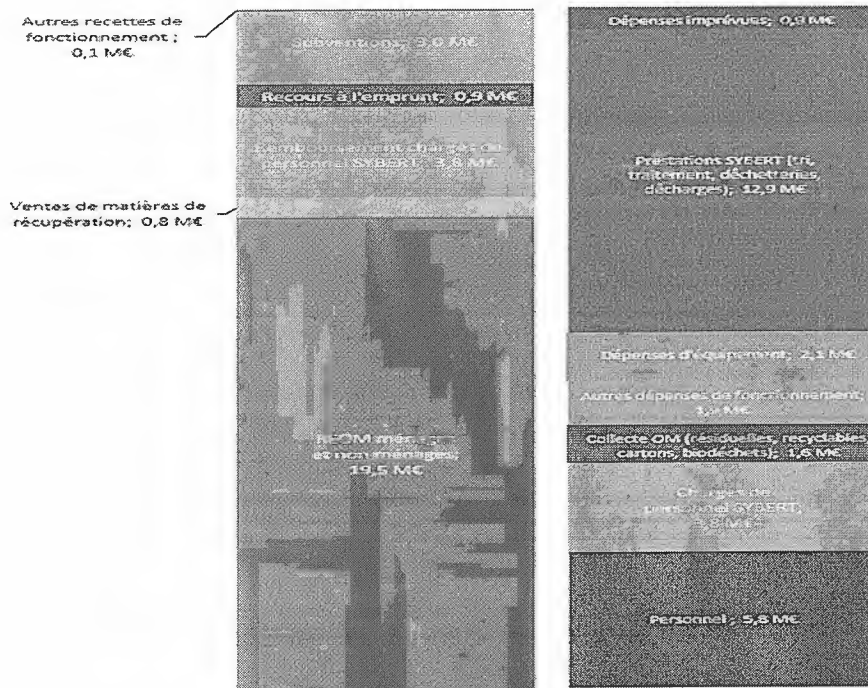 Autres recettes de
fonctionnement ;
0,1 M€
Subventions; 3,0 M€
Recours à l'emprunt; 0,9 M€
Remboursement charges de
personnel SYBERT ; 3,8 M€
Ventes de matières de
récupération; 0,8 M€
REOM ménages
et non ménages;
19,5 M€
Dépenses imprévues; 0,9 M€
Prestations SYBERT (tri,
traitement, déchetteries,
décharges); 12,9 M€
Dépenses d'équipement; 2,1 M€
Autres dépenses de fonctionnement;
M€
Collecte OM (résiduelles, recyclables,
cartons, biodéchets); 1,6 M€
Charges de
personnel SYBERT;
3,8 M€
Personnel ; 5,8 M€